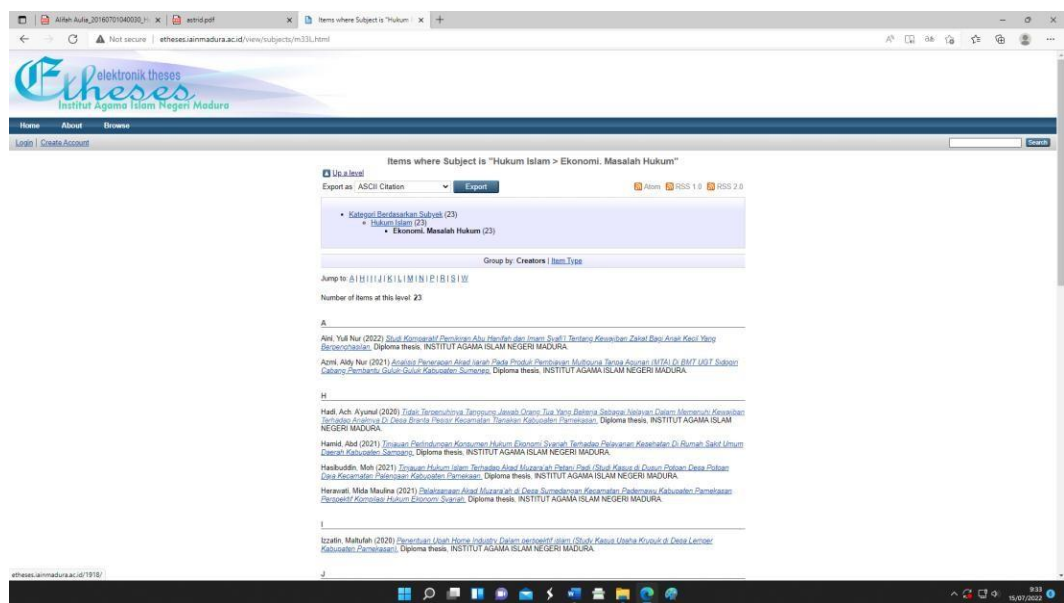 Alifah Aulia_20160701040030_H
astrid.pdf
Items where Subject is "Hukum I
Not secure | etheses.iainmadura.ac.id/view/subjects/m33L.html
Etheses
elektronik theses
Institut Agama Islam Negeri Madura
Home About Browse
Login | Create Account
Search
Items where Subject is "Hukum Islam > Ekonomi. Masalah Hukum"
Up a level
Export as ASCII Citation Export Atom RSS 1.0 RSS 2.0
Kategori Berdasarkan Subyek (23)
Hukum Islam (23)
Ekonomi. Masalah Hukum (23)
Group by: Creators | Item Type
Jump to: A | H | I | J | K | L | M | N | P | R | S | W
Number of items at this level: 23.
A
Aini, Yuli Nur (2022) Studi Komparatif Pemikiran Abu Hanifah dan Imam Syafi'i Tentang Kewajiban Zakat Bagi Anak Kecil Yang
Berpenghasilan. Diploma thesis, INSTITUT AGAMA ISLAM NEGERI MADURA.
Azmi, Aldy Nur (2021) Analisis Penerapan Akad Ijarah Pada Produk Pembiayan Multiguna Tanpa Agunan (MTA) Di BMT UGT Sidogiri
Cabang Pembantu Guluk-Guluk Kabupaten Sumenep. Diploma thesis, INSTITUT AGAMA ISLAM NEGERI MADURA.
H
Hadi, Ach. A'yunul (2020) Tidak Terpenuhinya Tanggung Jawab Orang Tua Yang Bekerja Sebagai Nelayan Dalam Memenuhi Kewajiban
Terhadap Anaknya Di Desa Branta Pesisir Kecamatan Tlanakan Kabupaten Pamekasan. Diploma thesis, INSTITUT AGAMA ISLAM
NEGERI MADURA.
Hamid, Abd (2021) Tinjauan Perlindungan Konsumen Hukum Ekonomi Syariah Terhadap Pelayanan Kesehatan Di Rumah Sakit Umum
Daerah Kabupaten Sampang. Diploma thesis, INSTITUT AGAMA ISLAM NEGERI MADURA.
Hasibuddin, Moh (2021) Tinjauan Hukum Islam Terhadap Akad Muzara'ah Petani Padi (Studi Kasus di Dusun Potoan Desa Potoan
Daja Kecamatan Palengaan Kabupaten Pamekaan. Diploma thesis, INSTITUT AGAMA ISLAM NEGERI MADURA.
Herawati, Mida Maulina (2021) Pelaksanaan Akad Muzara'ah di Desa Sumedangan Kecamatan Pademawu Kabupaten Pamekasan
Perspektif Kompilasi Hukum Ekonomi Syariah. Diploma thesis, INSTITUT AGAMA ISLAM NEGERI MADURA.
I
Izzatin, Maltufah (2020) Penentuan Upah Home Industry Dalam perspektif islam (Study Kasus Usaha Krupuk di Desa Lemper
Kabupaten Pamekasan). Diploma thesis, INSTITUT AGAMA ISLAM NEGERI MADURA.
J
etheses.iainmadura.ac.id/1918/
9:33
15/07/2022